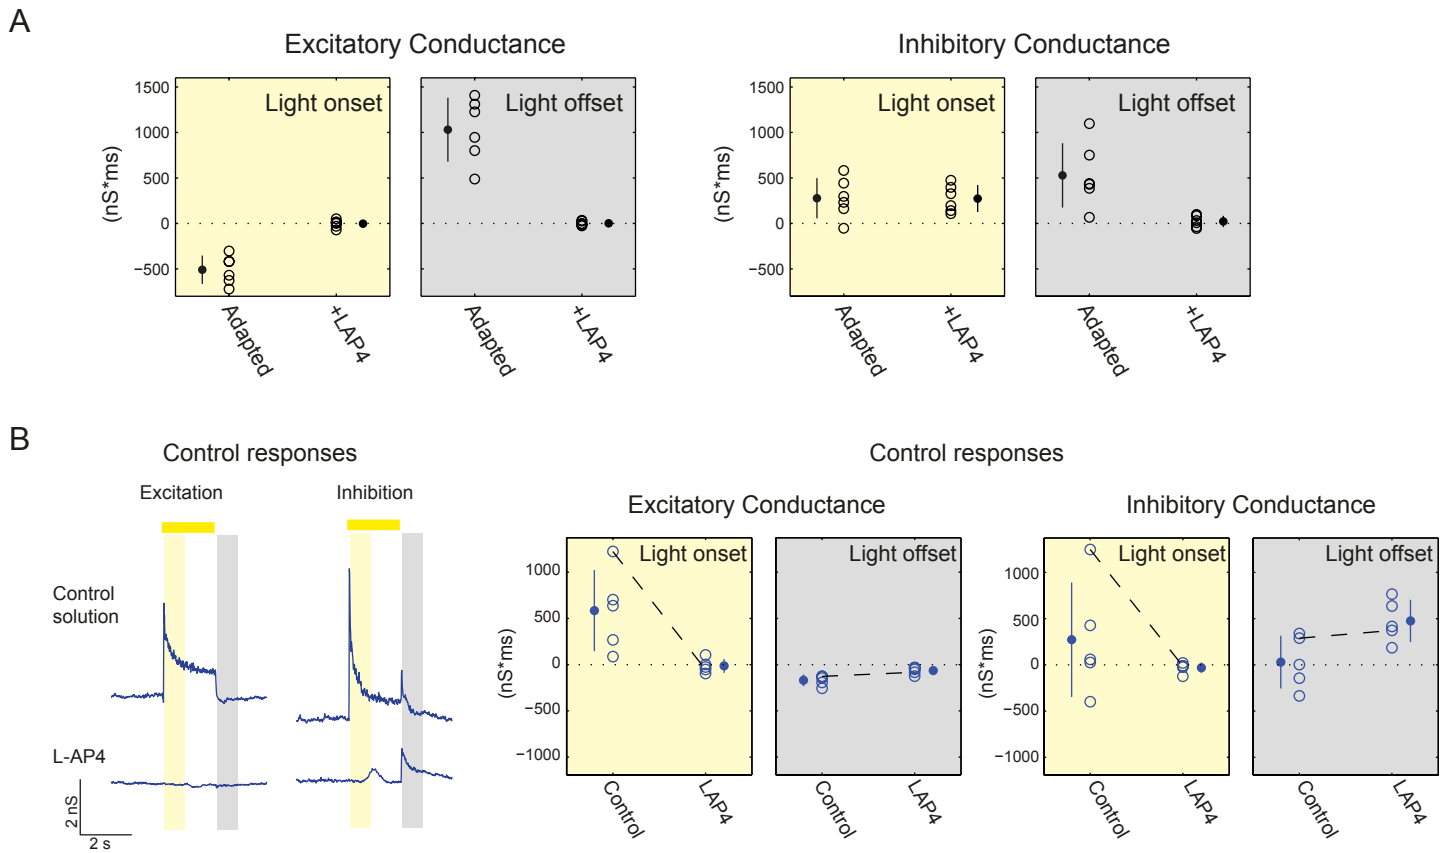 A
Excitatory Conductance
Inhibitory Conductance
(nS*ms)
1500
1000
500
0
−500
Light onset
Light offset
Adapted
+LAP4
Adapted
+LAP4
(nS*ms)
1500
1000
500
0
−500
Light onset
Light offset
Adapted
+LAP4
Adapted
+LAP4
B
Control responses
Excitation
Inhibition
Control
solution
L-AP4
2 nS
2 s
Control responses
Excitatory Conductance
Inhibitory Conductance
(nS*ms)
1000
500
0
−500
−1000
Light onset
Light offset
Control
LAP4
Control
LAP4
(nS*ms)
1000
500
0
−500
−1000
Light onset
Light offset
Control
LAP4
Control
LAP4